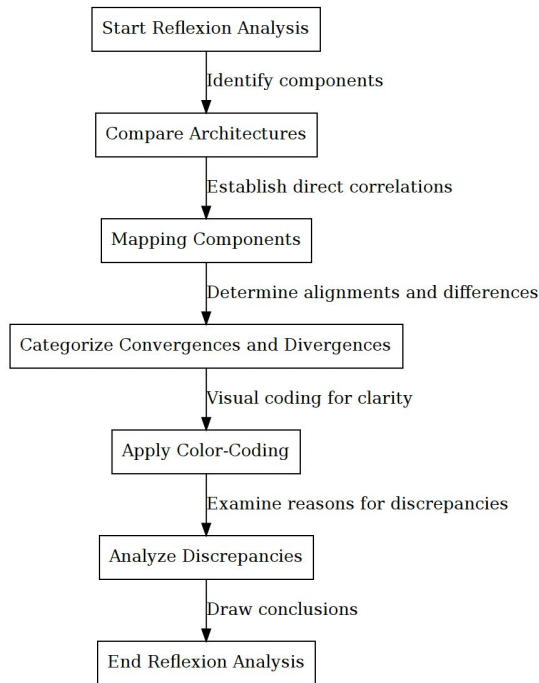 Start Reflexion Analysis
Identify components
Compare Architectures
Establish direct correlations
Mapping Components
Determine alignments and differences
Categorize Convergences and Divergences
Visual coding for clarity
Apply Color-Coding
Examine reasons for discrepancies
Analyze Discrepancies
Draw conclusions
End Reflexion Analysis